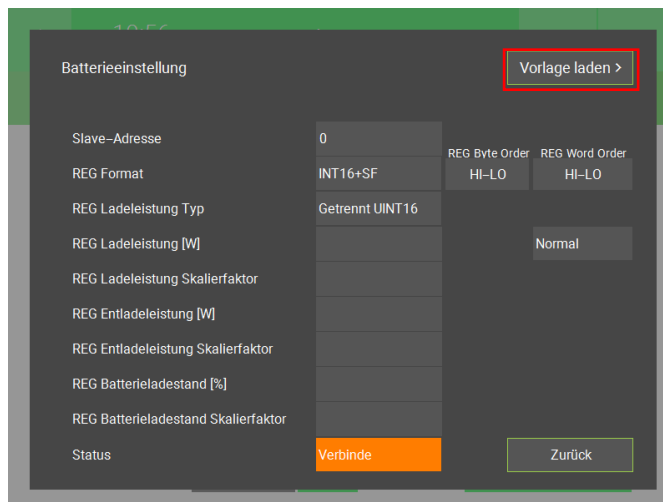 Batterieeinstellung
Vorlage laden >
Slave-Adresse 0
REG Byte Order REG Word Order
REG Format INT16+SF HI-LO HI-LO
REG Ladeleistung Typ Getrennt UINT16
REG Ladeleistung [W] Normal
REG Ladeleistung Skalierfaktor
REG Entladeleistung [W]
REG Entladeleistung Skalierfaktor
REG Batterieladestand [%]
REG Batterieladestand Skalierfaktor
Status Verbinde
Zurück